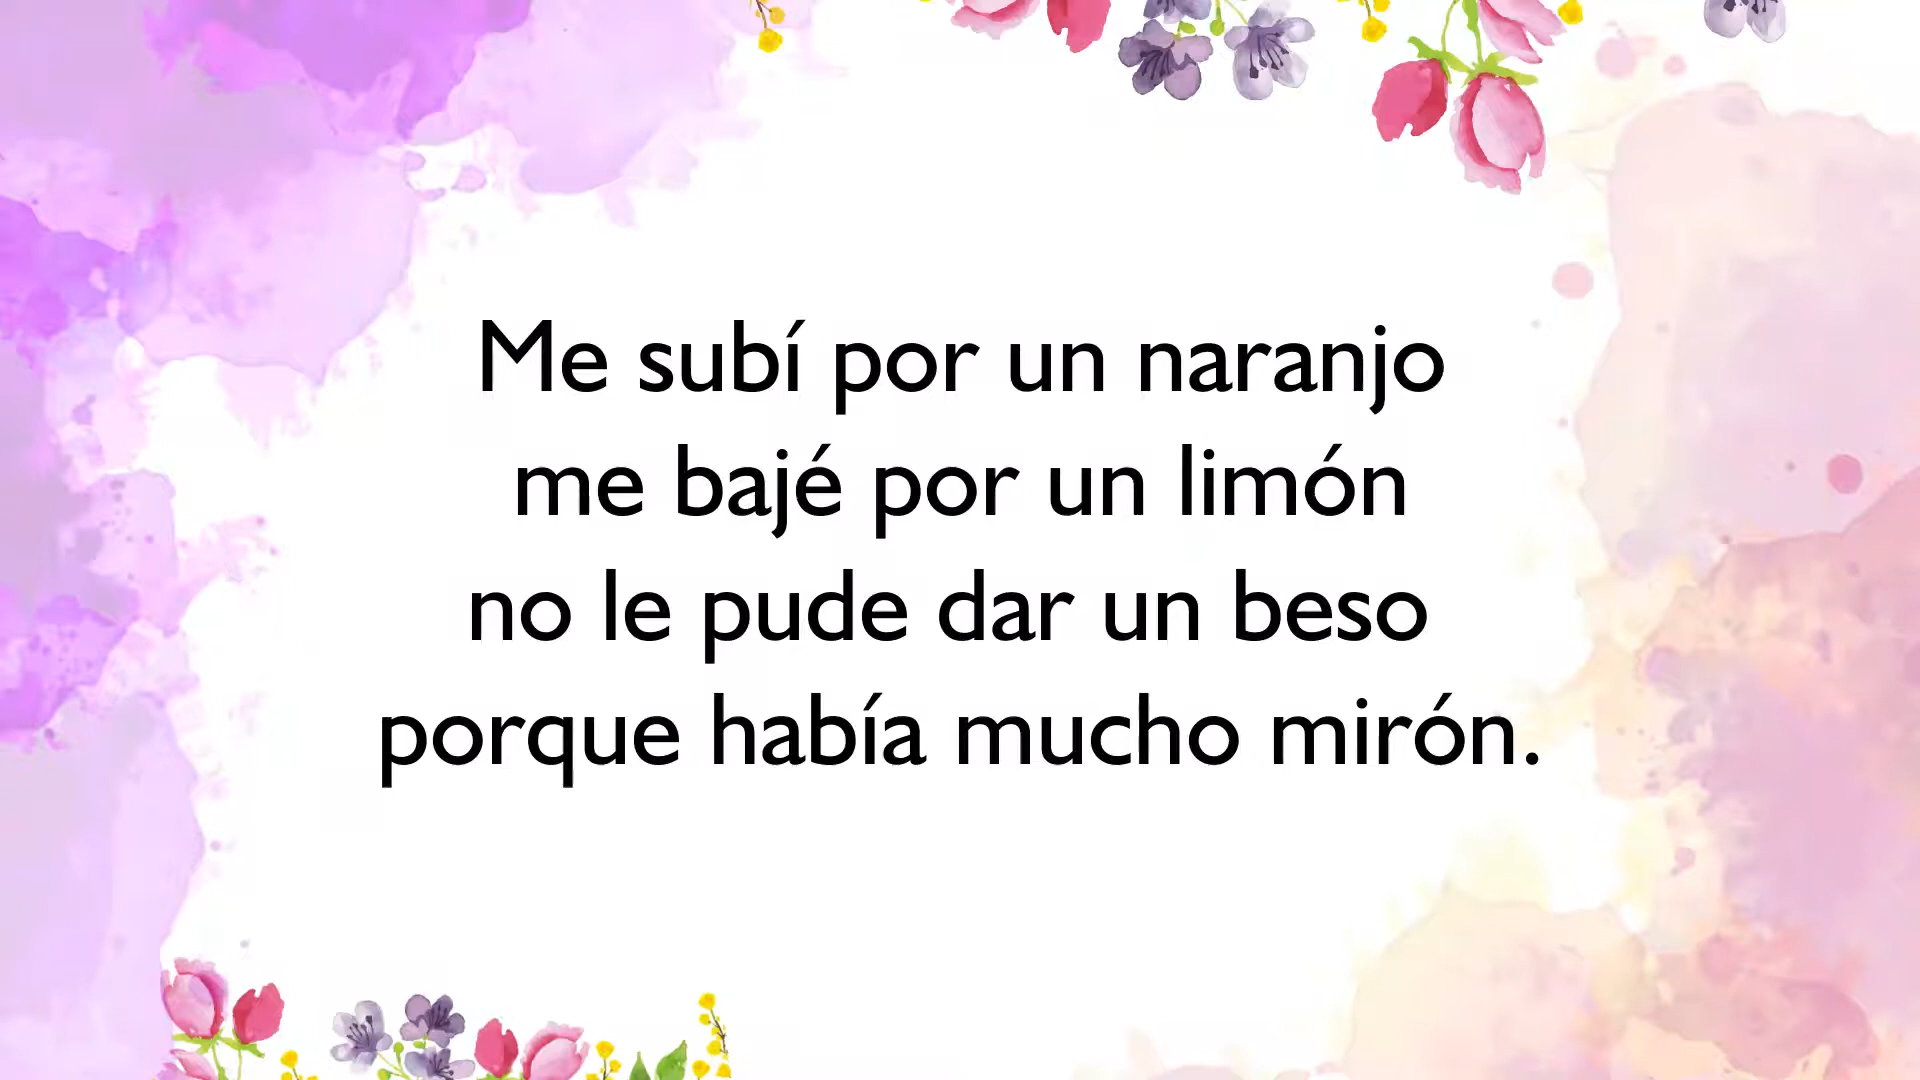 Me subí por un naranjo
me bajé por un limón
no le pude dar un beso
porque había mucho mirón.